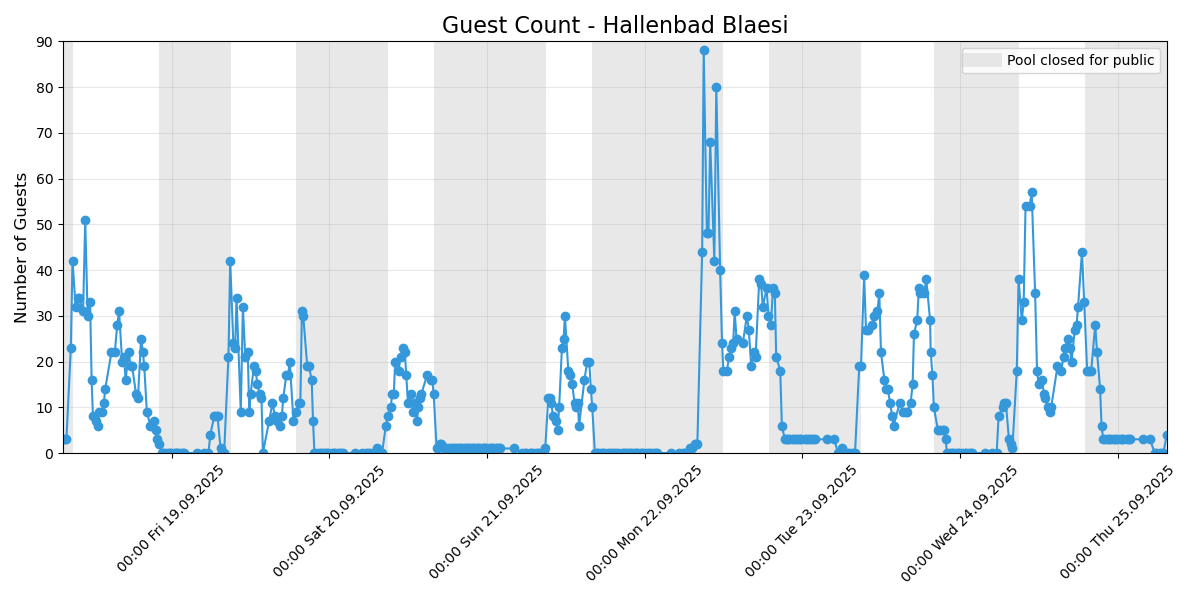 Guest Count - Hallenbad Blaesi
Pool closed for public
Number of Guests
90
80
70
60
50
40
30
20
10
0
00:00 Fri 19.09.2025
00:00 Sat 20.09.2025
00:00 Sun 21.09.2025
00:00 Mon 22.09.2025
00:00 Tue 23.09.2025
00:00 Wed 24.09.2025
00:00 Thu 25.09.2025